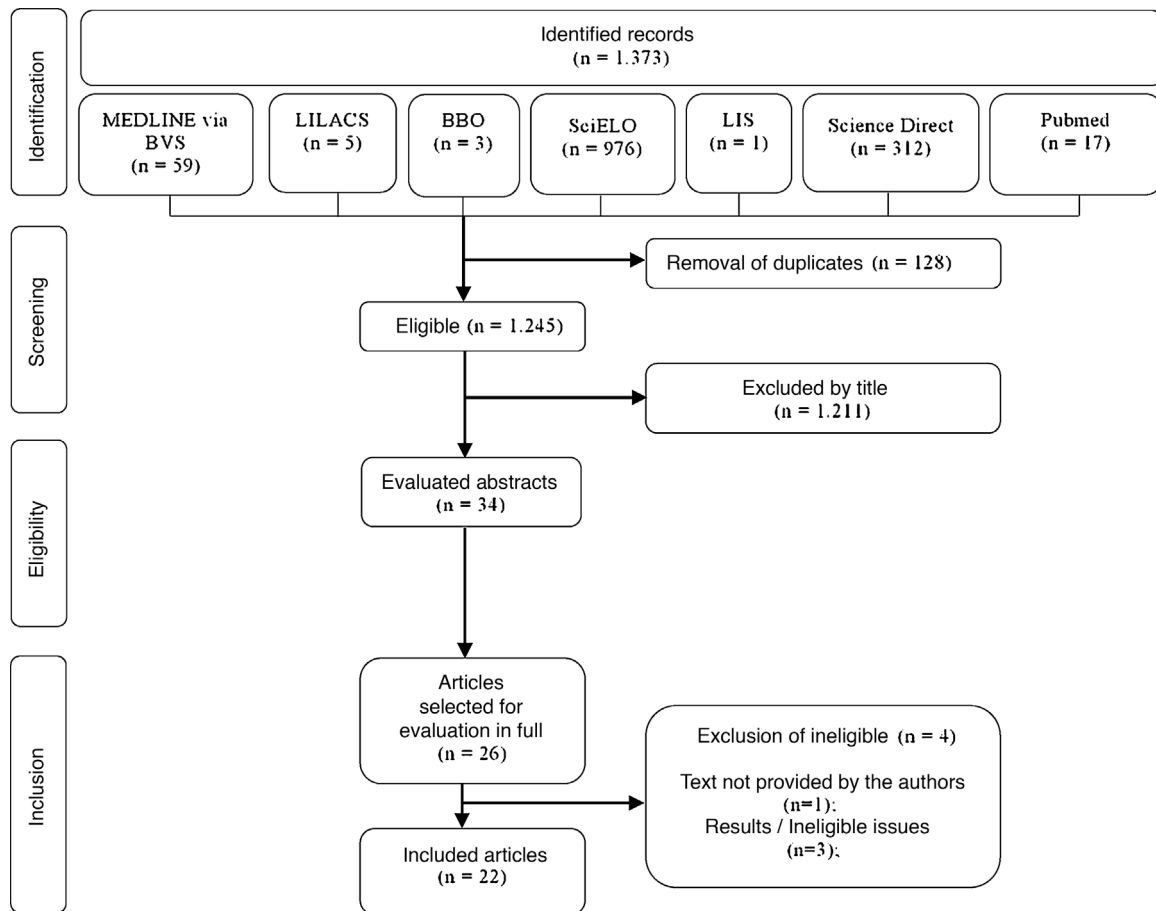 Identification
Identified records
(n = 1.373)
MEDLINE via
BVS
(n = 59)
LILACS
(n = 5)
BBO
(n = 3)
SciELO
(n = 976)
LIS
(n = 1)
Science Direct
(n = 312)
Pubmed
(n = 17)
Screening
Removal of duplicates (n = 128)
Eligible (n = 1.245)
Excluded by title
(n = 1.211)
Eligibility
Evaluated abstracts
(n = 34)
Inclusion
Articles
selected for
evaluation in full
(n = 26)
Exclusion of ineligible (n = 4)
Text not provided by the authors
(n=1);
Results / Ineligible issues
(n=3);
Included articles
(n = 22)